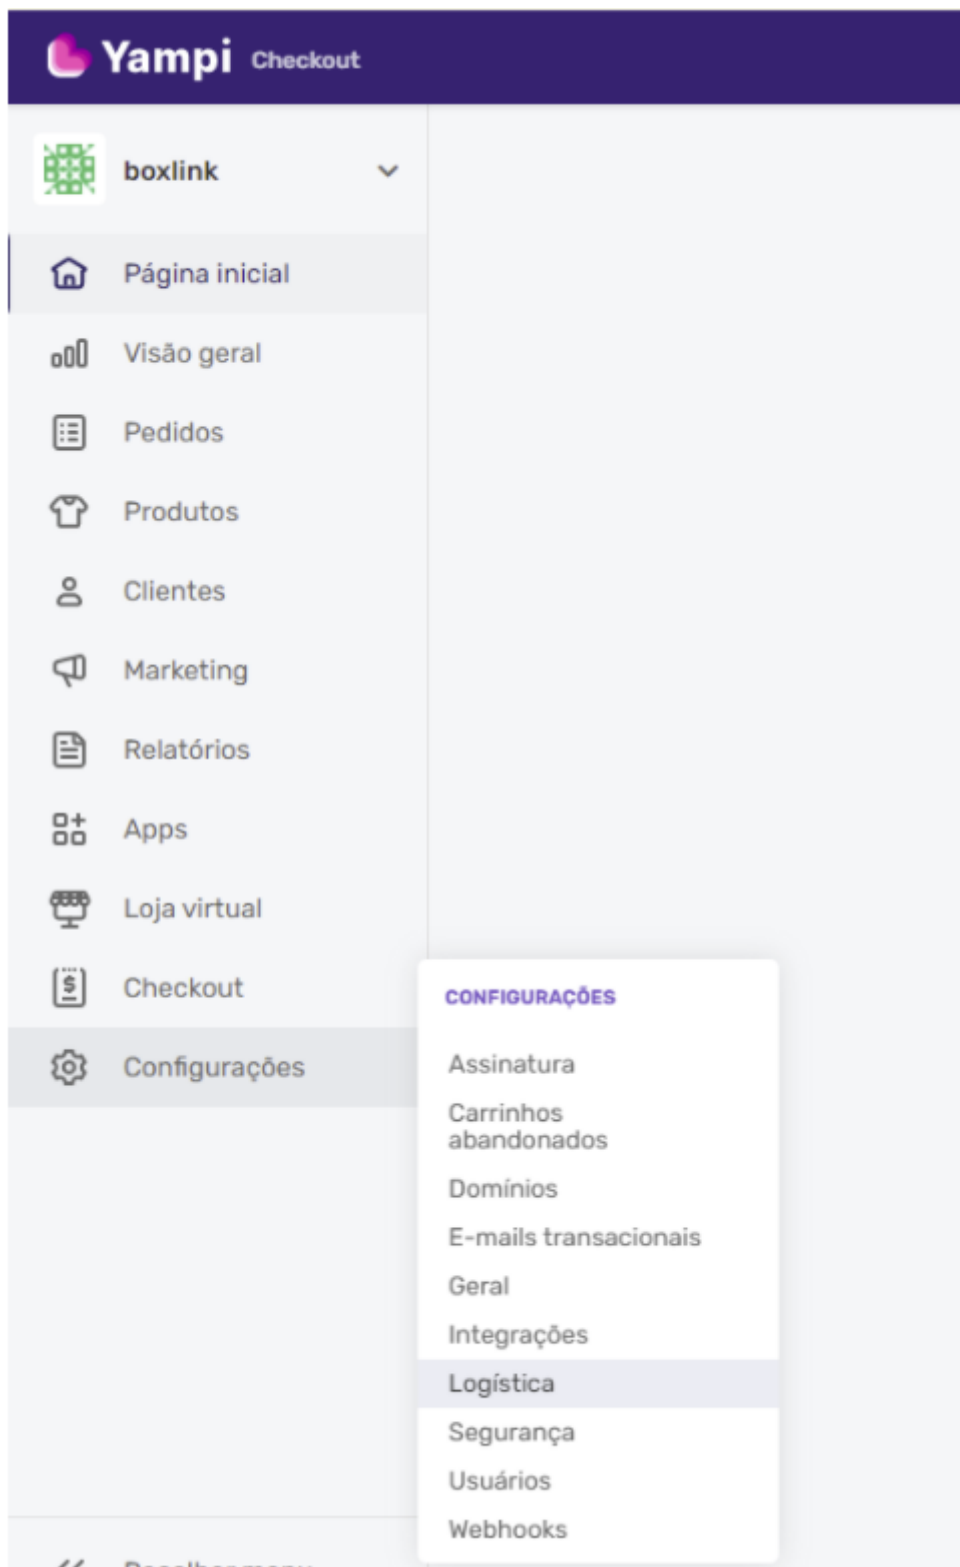 Yampi Checkout
boxlink
Página inicial
Visão geral
Pedidos
Produtos
Clientes
Marketing
Relatórios
Apps
Loja virtual
Checkout
Configurações
CONFIGURAÇÕES
Assinatura
Carrinhos
abandonados
Domínios
E-mails transacionais
Geral
Integrações
Logística
Segurança
Usuários
Webhooks